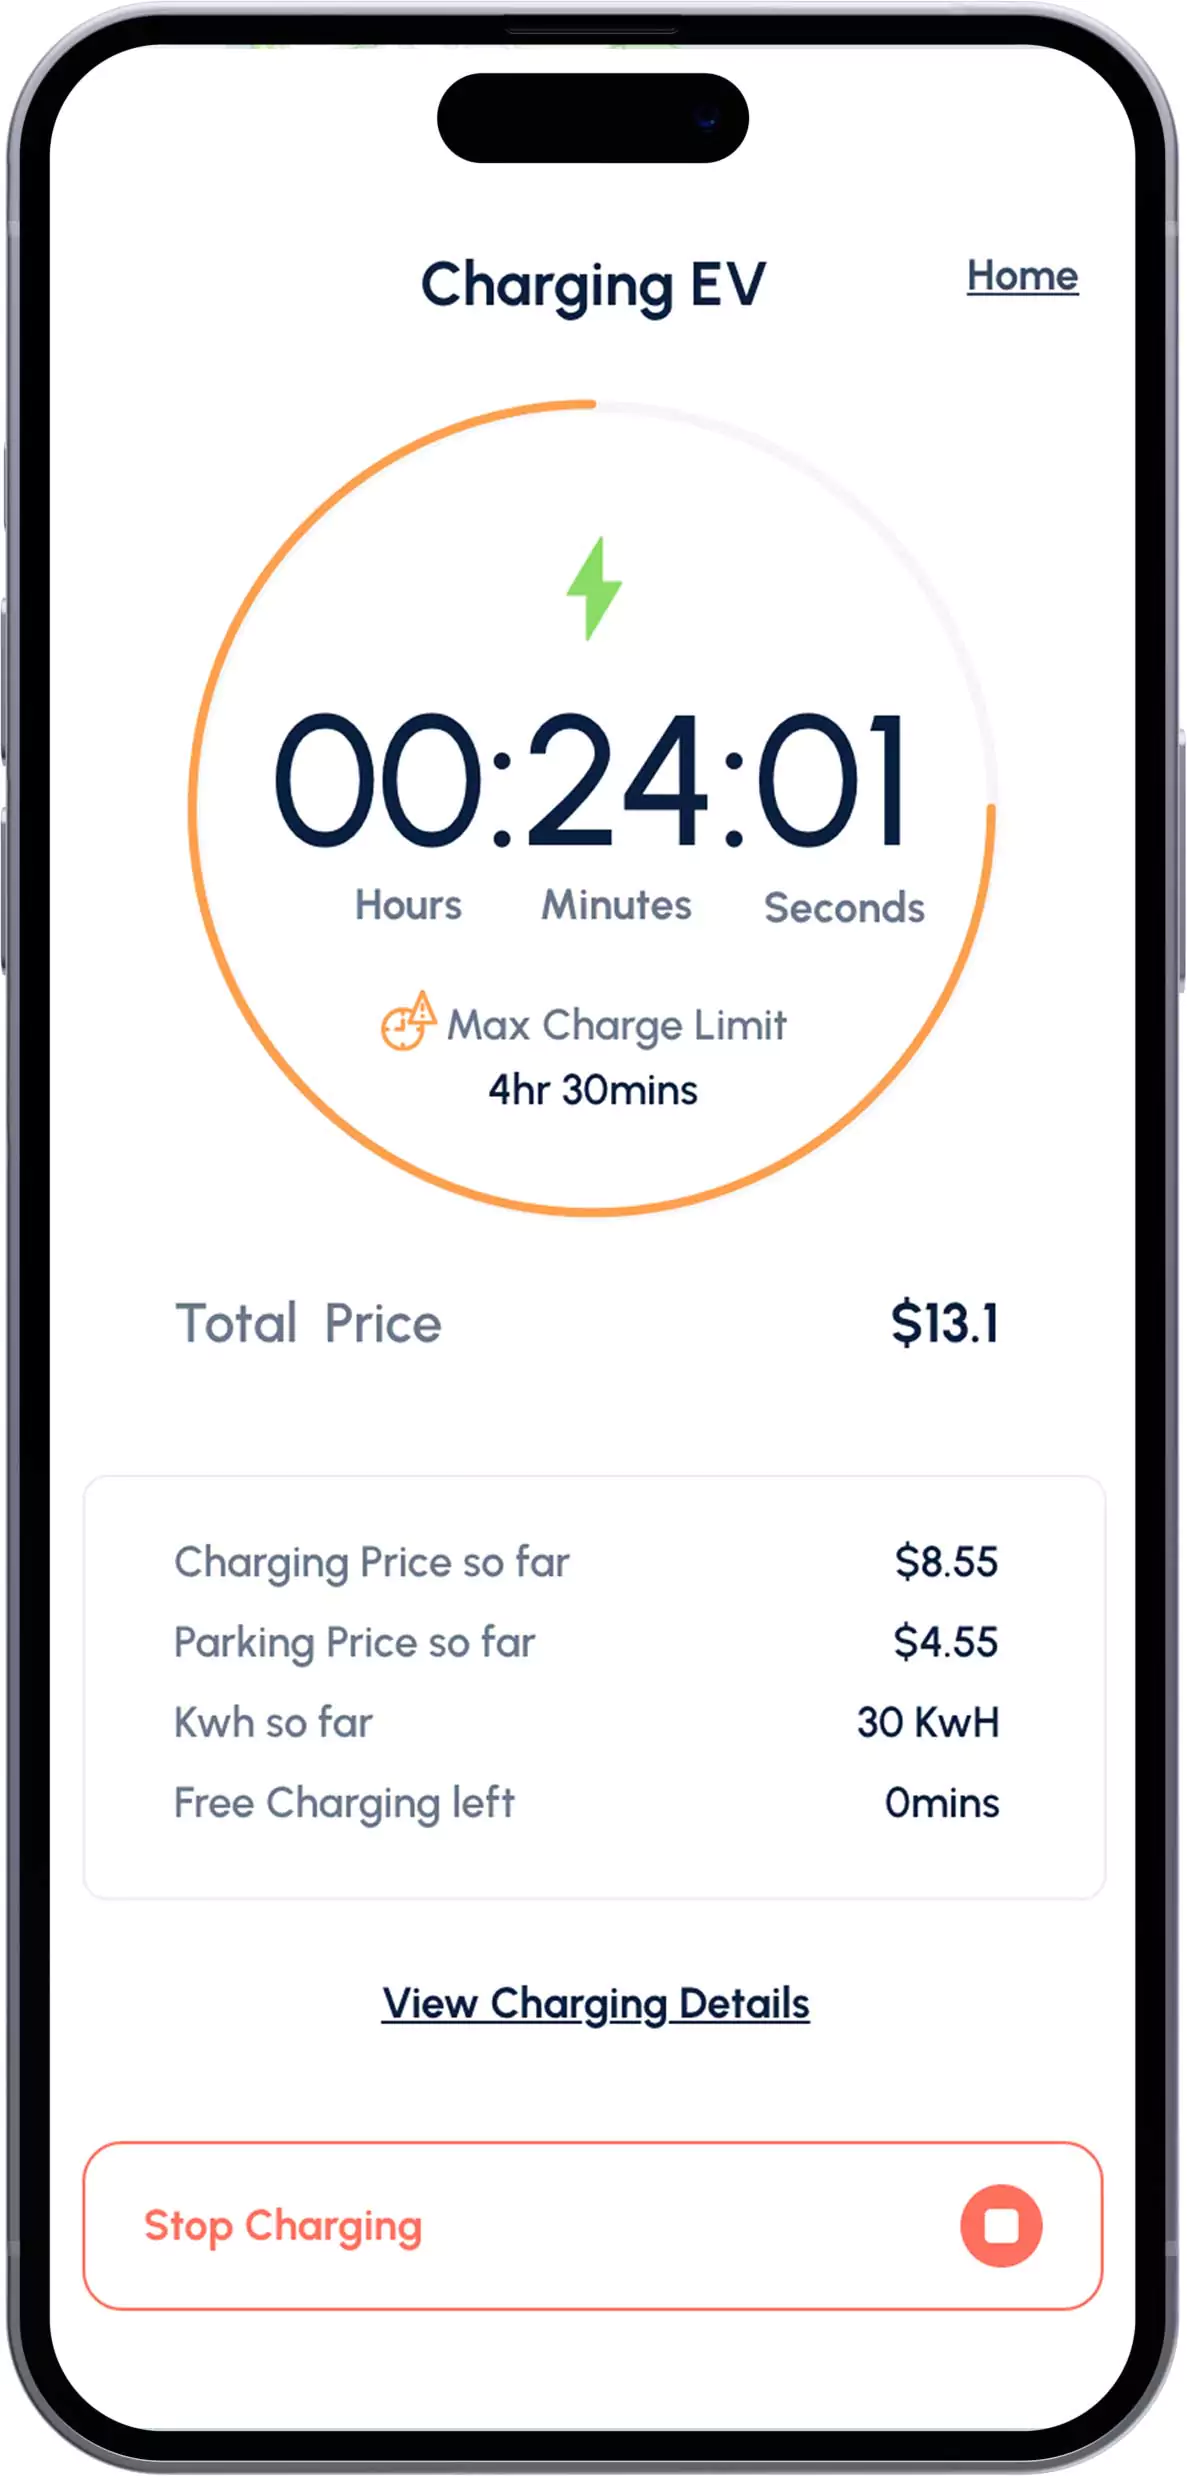 Charging EV
Home
00:24:01
Hours Minutes Seconds
Max Charge Limit
4hr 30mins
Total Price $13.1
Charging Price so far $8.55
Parking Price so far $4.55
Kwh so far 30 KwH
Free Charging left 0mins
View Charging Details
Stop Charging